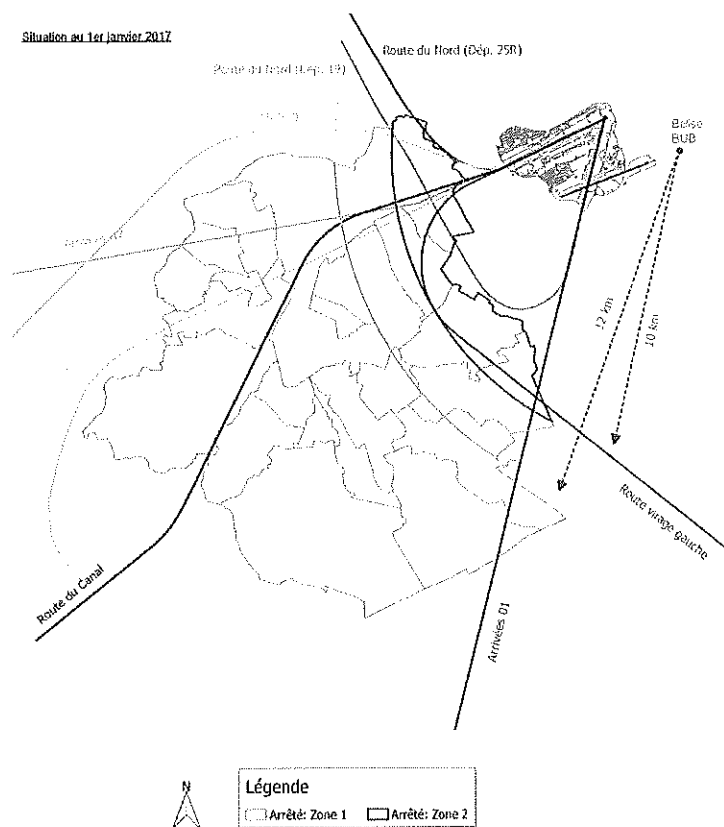 Situation au 1er janvier 2017
Route du Nord (Dép. 25R)
Route du Nord (Dép. 19)
Balise
BUB
12 km
10 km
Route virage gauche
Route du Canal
Arrivées 01
N
Légende
Arrêté: Zone 1
Arrêté: Zone 2